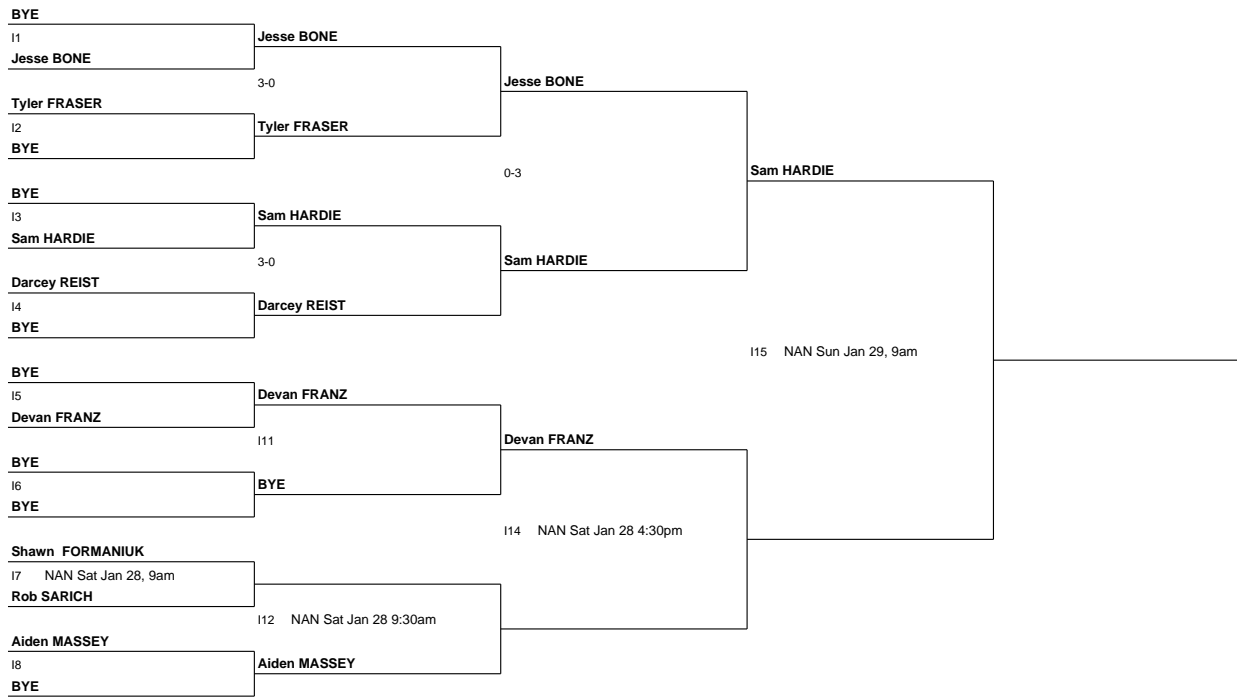 BYE
I1
Jesse BONE
Jesse BONE
3-0
Jesse BONE
Tyler FRASER
I2
BYE
Tyler FRASER
0-3
Sam HARDIE
BYE
I3
Sam HARDIE
Sam HARDIE
3-0
Sam HARDIE
Darcey REIST
I4
BYE
Darcey REIST
I15 NAN Sun Jan 29, 9am
BYE
I5
Devan FRANZ
Devan FRANZ
I11
Devan FRANZ
BYE
I6
BYE
BYE
I14 NAN Sat Jan 28 4:30pm
Shawn FORMANIUK
I7 NAN Sat Jan 28, 9am
Rob SARICH
I12 NAN Sat Jan 28 9:30am
Aiden MASSEY
I8
BYE
Aiden MASSEY